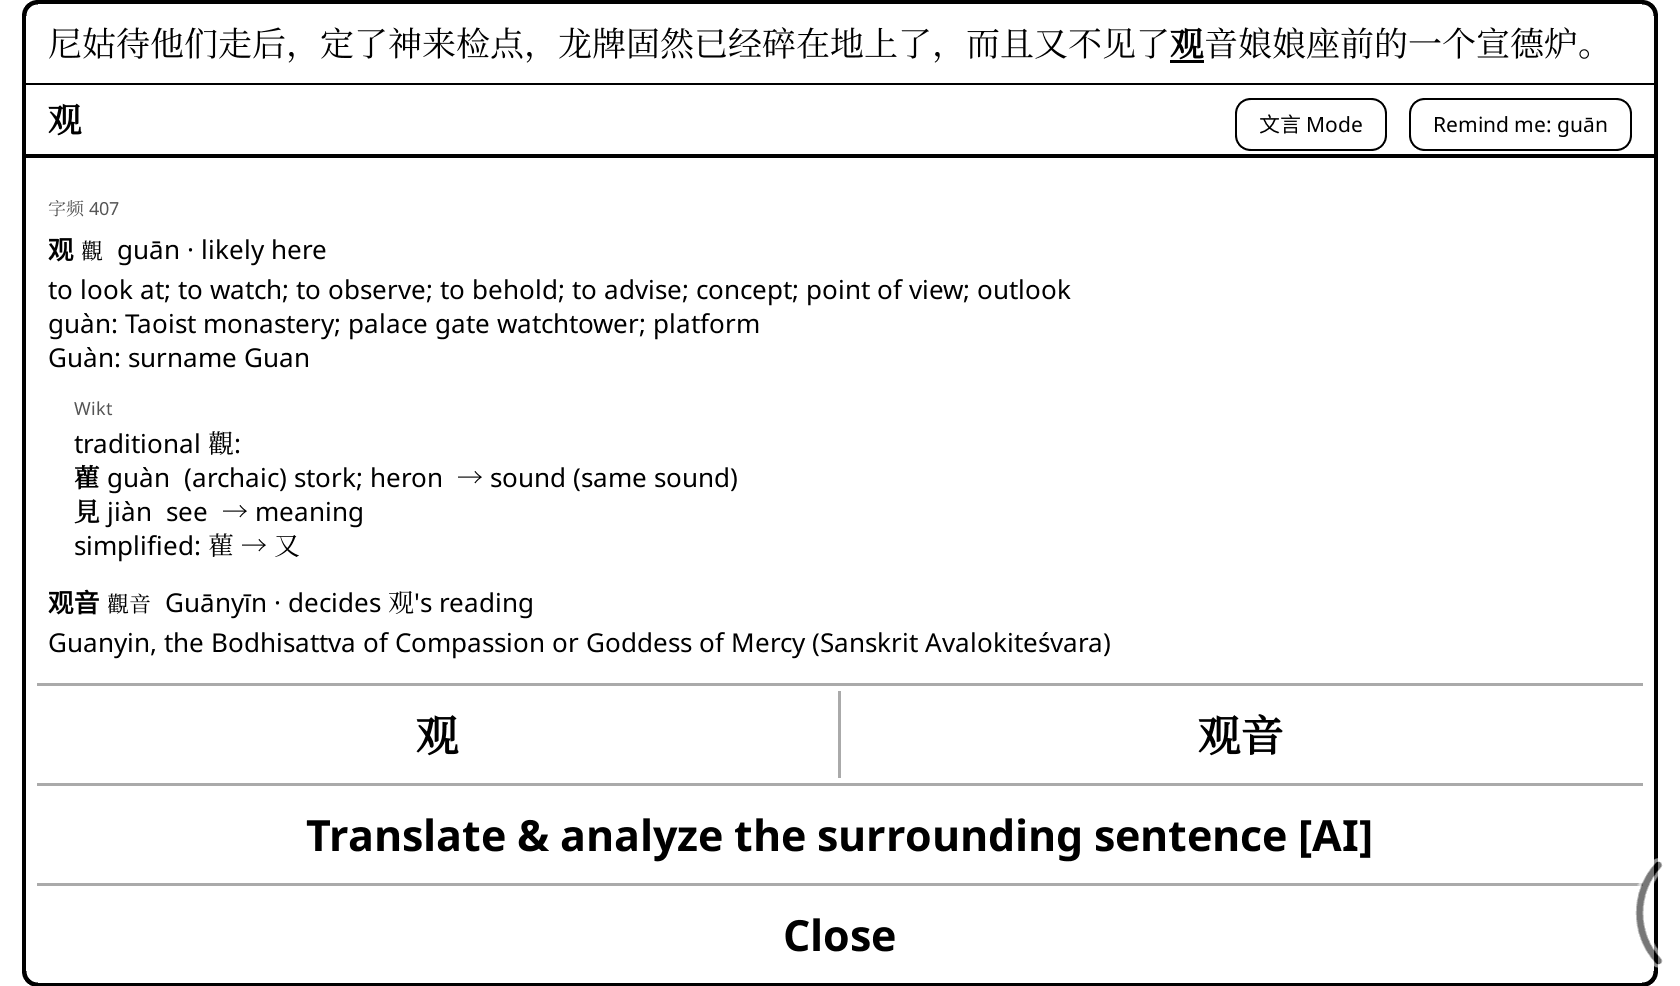 尼姑待他们走后，定了神来检点，龙牌固然已经碎在地上了，而且又不见了观音娘娘座前的一个宣德炉。
观
文言 Mode
Remind me: guān
字频 407
观 觀 guān · likely here
to look at; to watch; to observe; to behold; to advise; concept; point of view; outlook
guàn: Taoist monastery; palace gate watchtower; platform
Guàn: surname Guan
Wikt
traditional 觀:
雚 guàn (archaic) stork; heron → sound (same sound)
見 jiàn see → meaning
simplified: 雚 → 又
观音 觀音 Guānyīn · decides 观's reading
Guanyin, the Bodhisattva of Compassion or Goddess of Mercy (Sanskrit Avalokiteśvara)
观
观音
Translate & analyze the surrounding sentence [AI]
Close